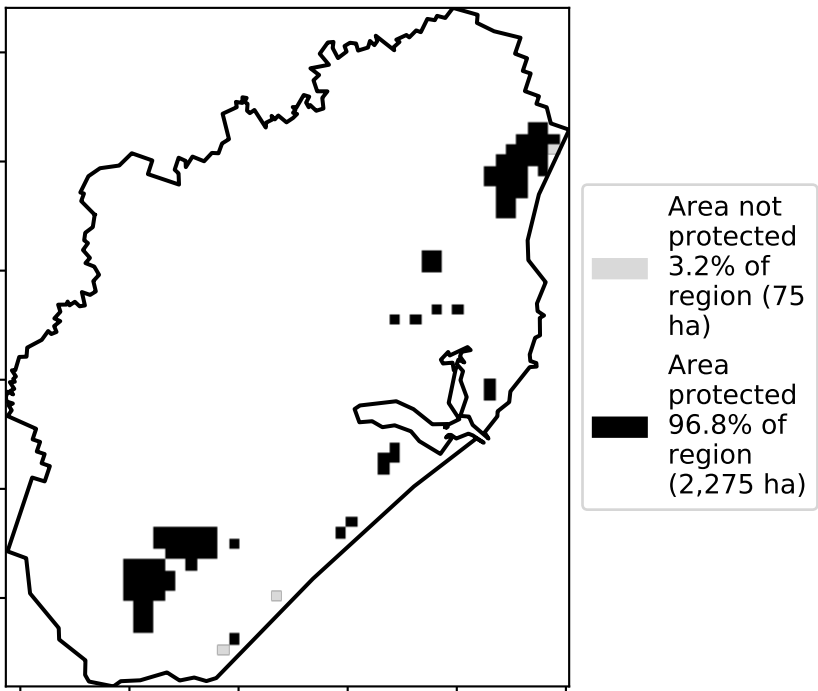 Area not
protected
3.2% of
region (75
ha)
Area
protected
96.8% of
region
(2,275 ha)